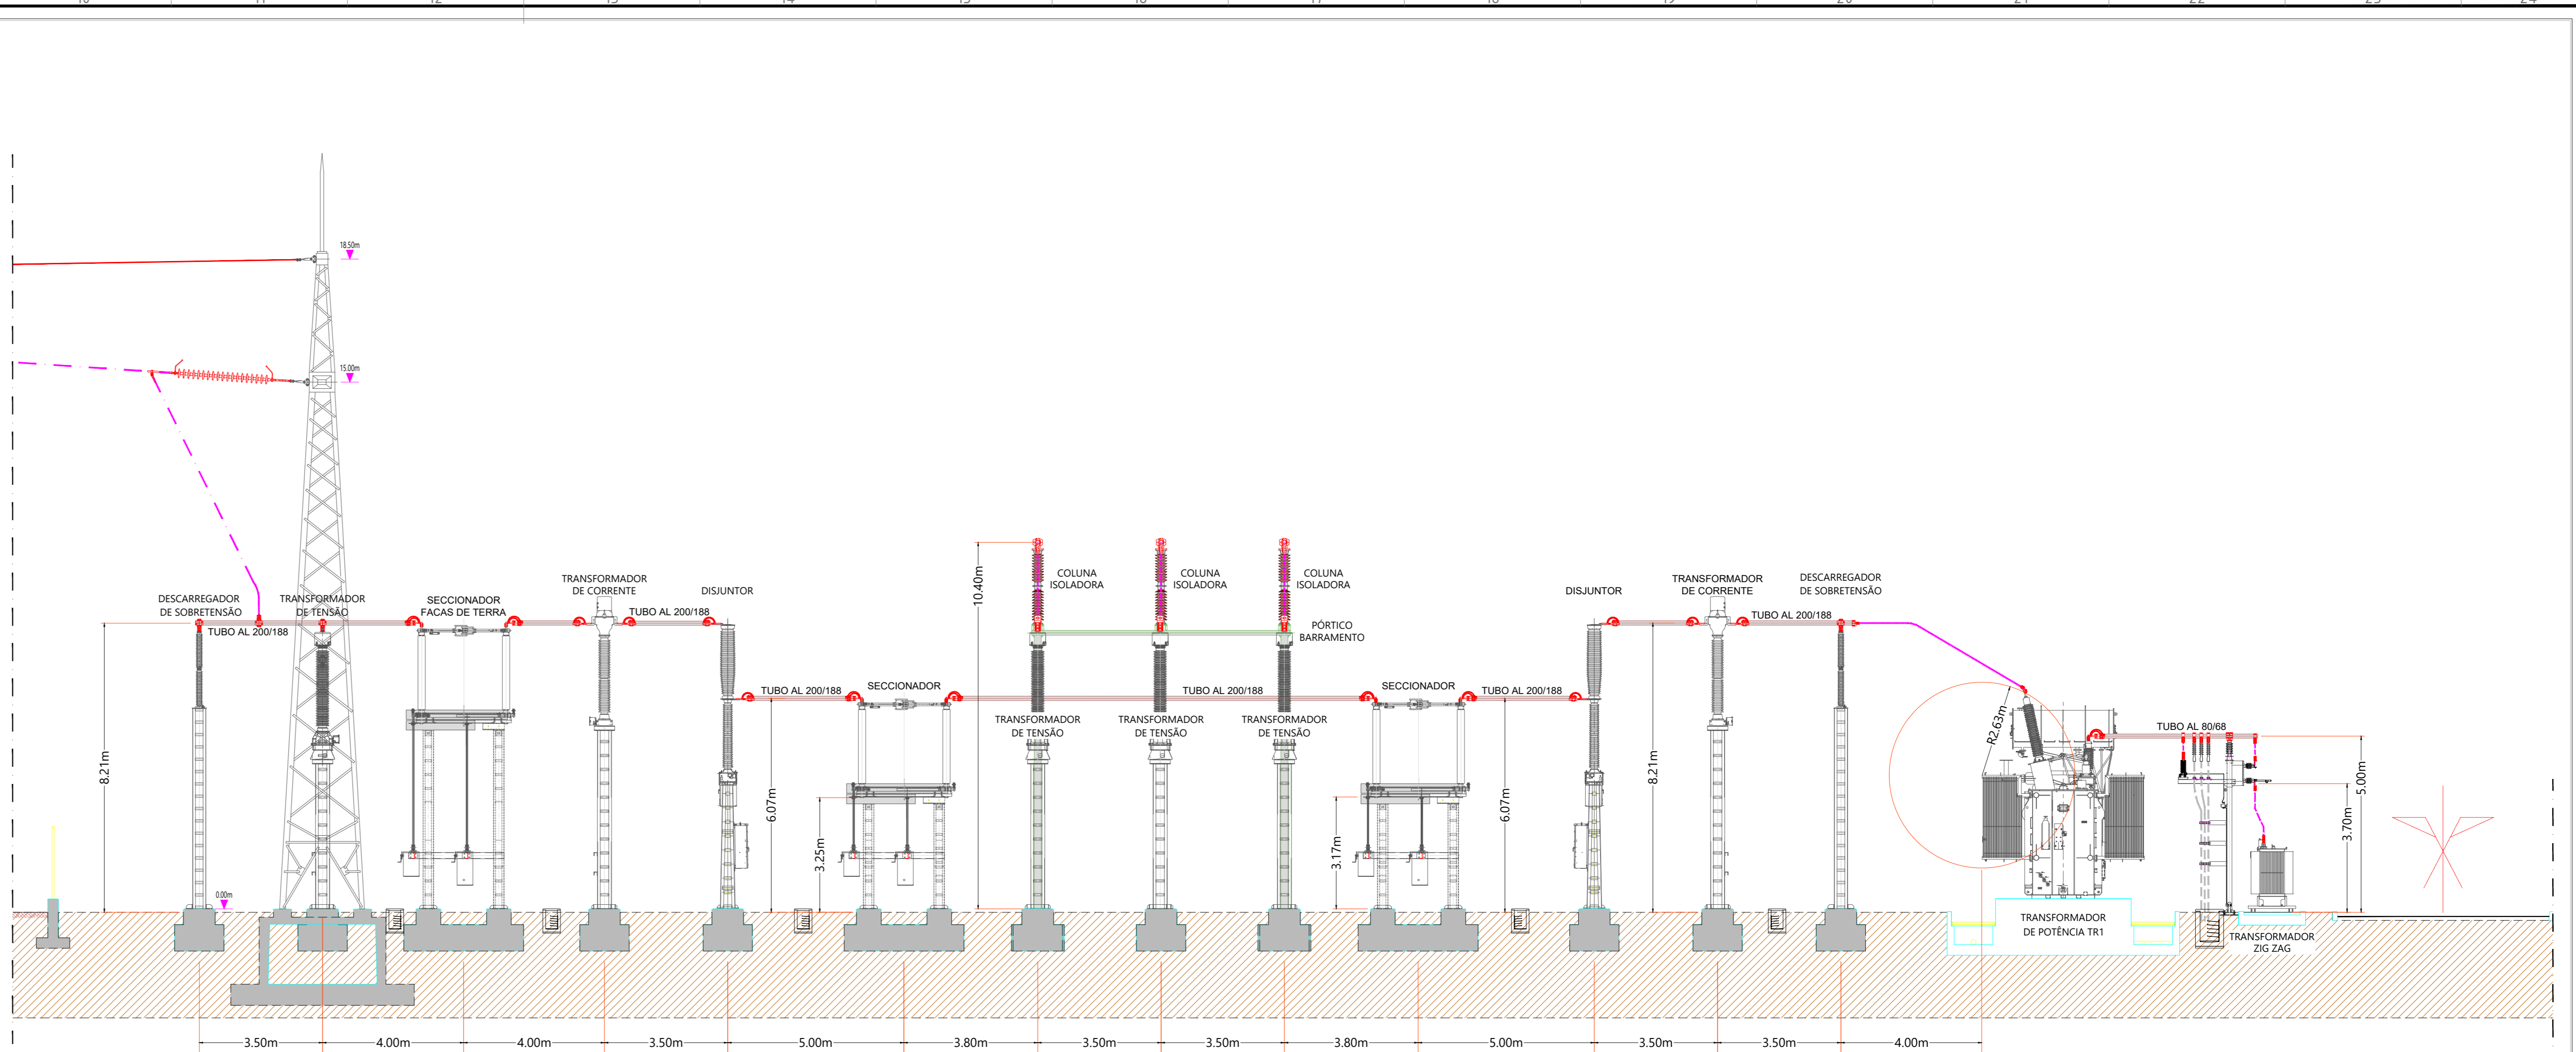 18.50m
15.00m
DESCARREGADOR
DE SOBRETENSÃO
TRANSFORMADOR
DE TENSÃO
SECCIONADOR
FACAS DE TERRA
TRANSFORMADOR
DE CORRENTE
DISJUNTOR
TUBO AL 200/188
TUBO AL 200/188
8.21m
0.00m
TUBO AL 200/188
SECCIONADOR
6.07m
3.25m
10.40m
COLUNA
ISOLADORA
COLUNA
ISOLADORA
COLUNA
ISOLADORA
PÓRTICO
BARRAMENTO
TUBO AL 200/188
TRANSFORMADOR
DE TENSÃO
TRANSFORMADOR
DE TENSÃO
TRANSFORMADOR
DE TENSÃO
SECCIONADOR
TUBO AL 200/188
3.17m
6.07m
DISJUNTOR
TRANSFORMADOR
DE CORRENTE
DESCARREGADOR
DE SOBRETENSÃO
TUBO AL 200/188
8.21m
R2.63m
TUBO AL 80/68
5.00m
3.70m
TRANSFORMADOR
DE POTÊNCIA TR1
TRANSFORMADOR
ZIG ZAG
3.50m
4.00m
4.00m
3.50m
5.00m
3.80m
3.50m
3.50m
3.80m
5.00m
3.50m
3.50m
4.00m